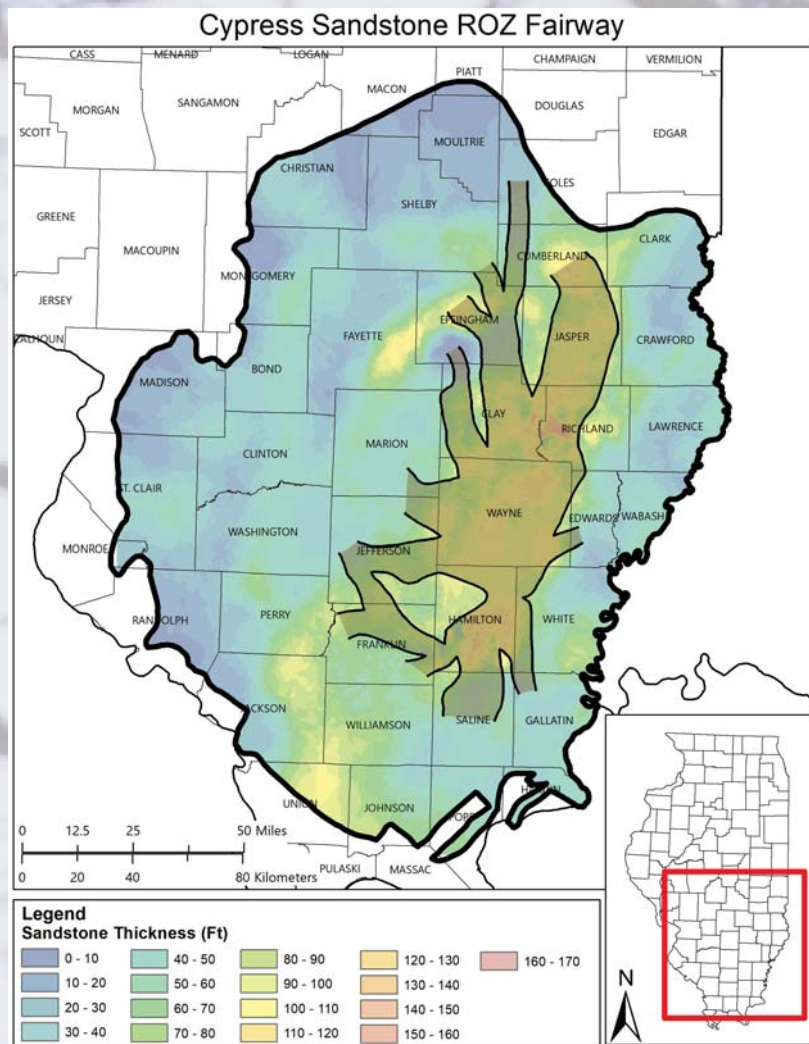 Cypress Sandstone ROZ Fairway
CASS
MENARD
LOGAN
PIATT
CHAMPAIGN
VERMILION
MACON
MORGAN
SANGAMON
DOUGLAS
SCOTT
MOULTRIE
EDGAR
CHRISTIAN
OLES
SHELBY
GREENE
CLARK
MACOUPIN
CUMBERLAND
MONTGOMERY
JERSEY
EFFINGHAM
FAYETTE
JASPER
CRAWFORD
ALHOUN
BOND
MADISON
CLAY
RICHLAND
LAWRENCE
MARION
CLINTON
ST. CLAIR
WAYNE
EDWARDS
WABASH
WASHINGTON
MONROE
JEFFERSON
RANDOLPH
PERRY
HAMILTON
WHITE
FRANKLIN
ACKSON
WILLIAMSON
SALINE
GALLATIN
UNION
JOHNSON
POPE
PULASKI
MASSAC
0 12.5 25 50 Miles
0 20 40 80 Kilometers
Legend
Sandstone Thickness (Ft)
0 - 10
10 - 20
20 - 30
30 - 40
40 - 50
50 - 60
60 - 70
70 - 80
80 - 90
90 - 100
100 - 110
110 - 120
120 - 130
130 - 140
140 - 150
150 - 160
160 - 170
N